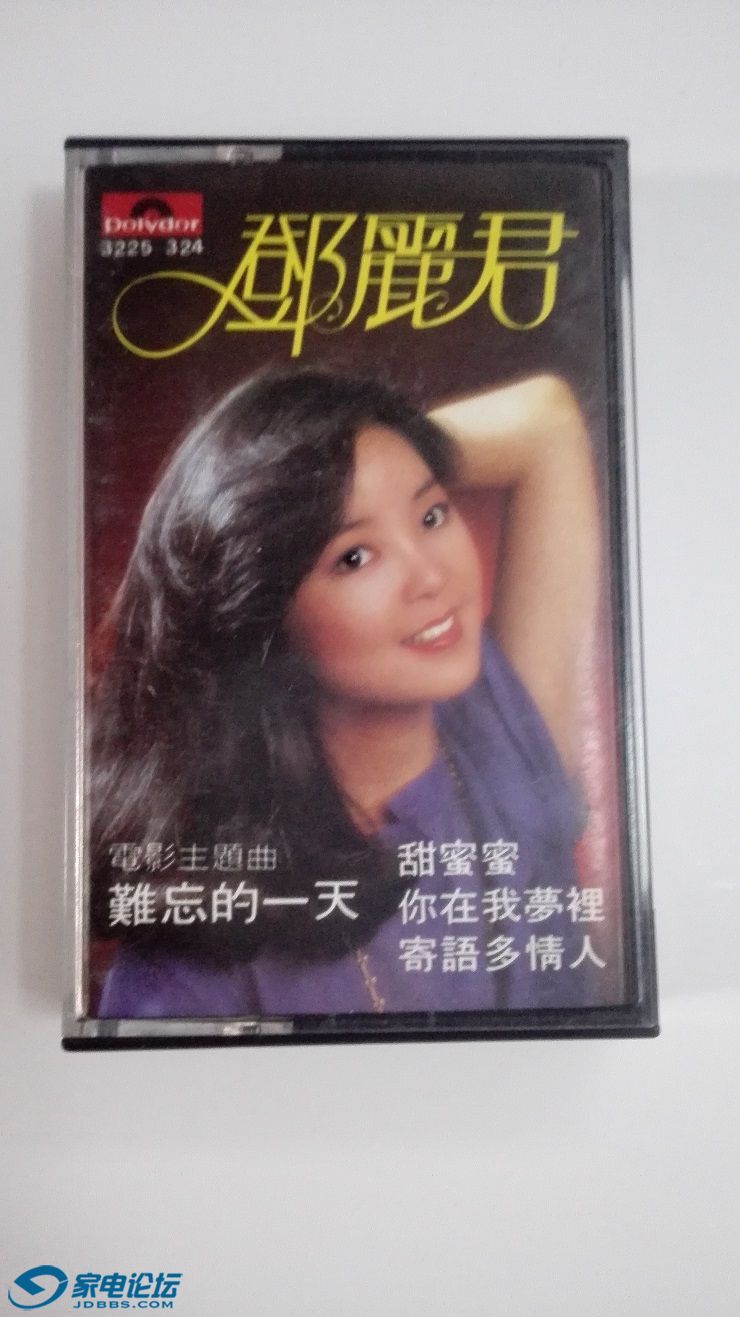 polydor
3225 324
鄧麗君
電影主題曲
難忘的一天
甜蜜蜜
你在我夢裡
寄語多情人
家电论坛
JDBBS.COM